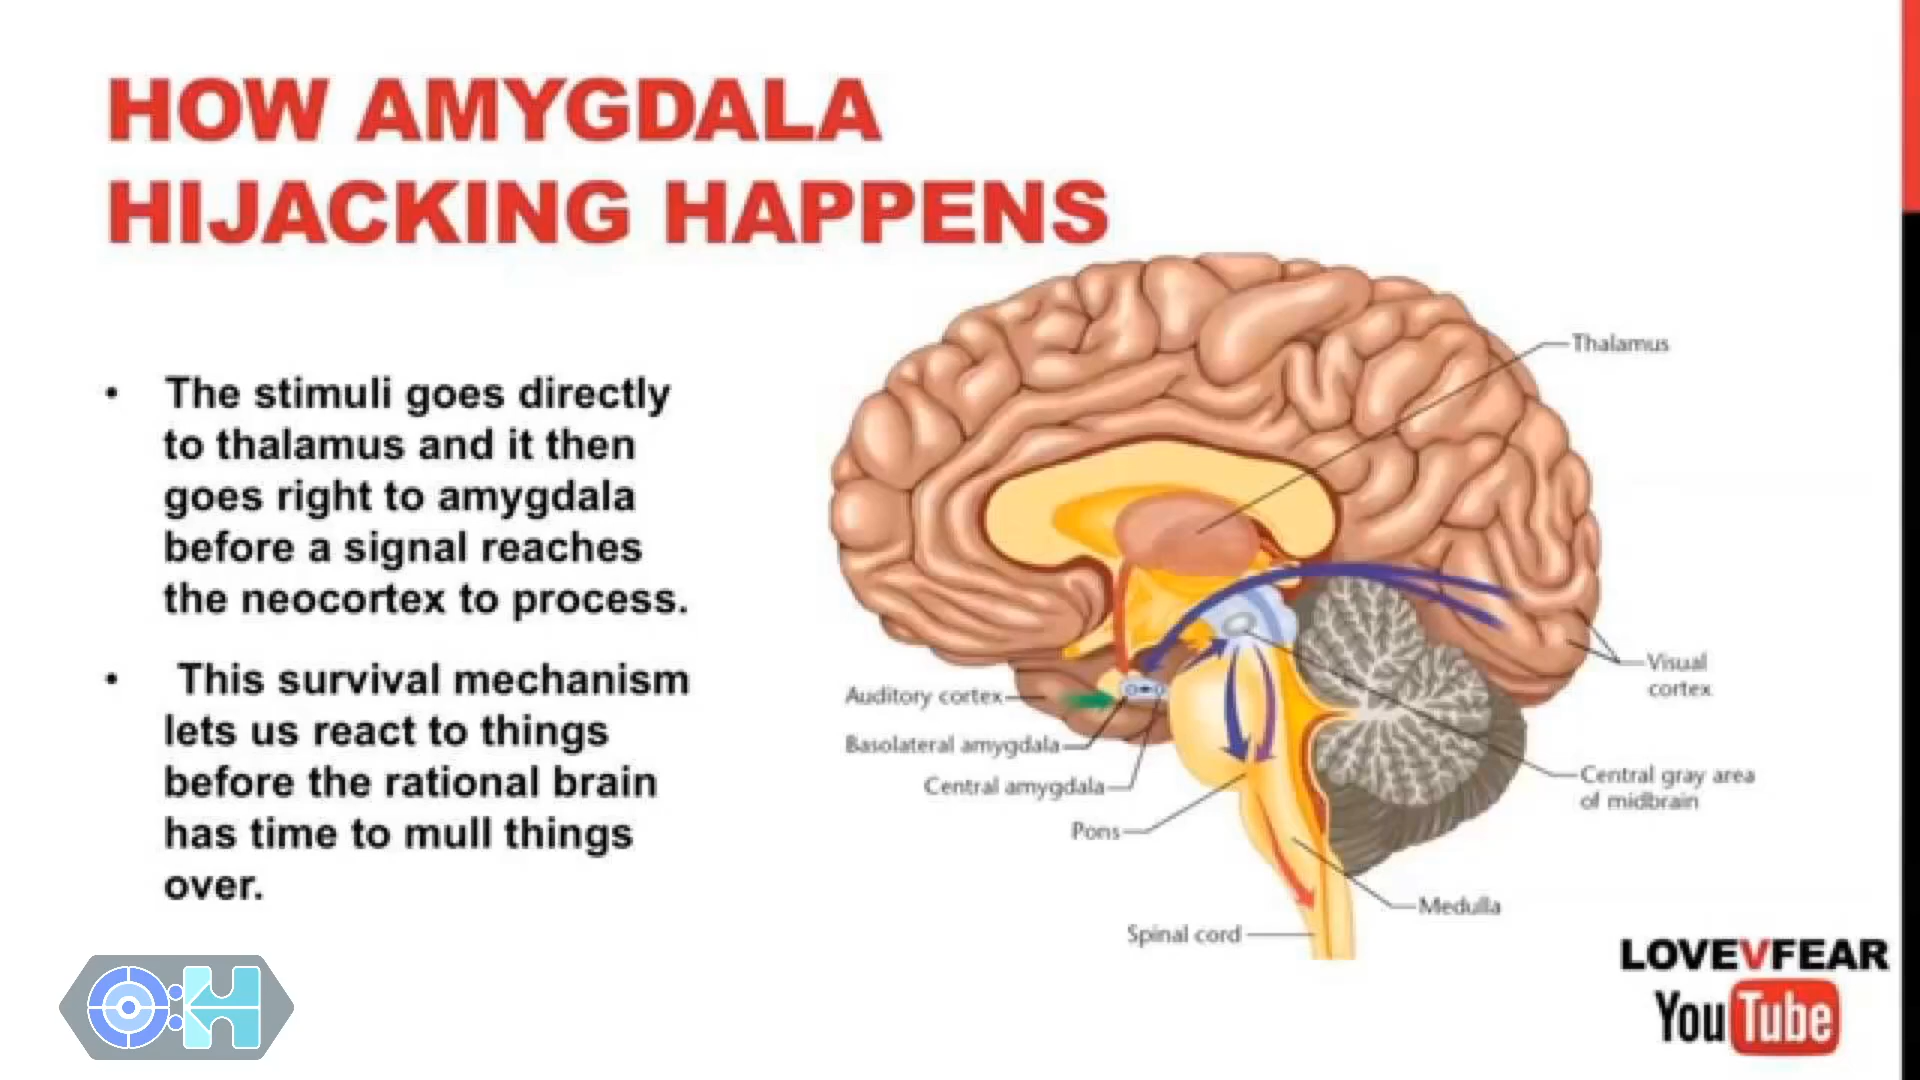 HOW AMYGDALA
HIJACKING HAPPENS
• The stimuli goes directly
to thalamus and it then
goes right to amygdala
before a signal reaches
the neocortex to process.
• This survival mechanism
lets us react to things
before the rational brain
has time to mull things
over.
Thalamus
Visual
cortex
Auditory cortex
Basolateral amygdala
Central amygdala
Central gray area
of midbrain
Pons
Medulla
Spinal cord
LOVEVFEAR
YouTube